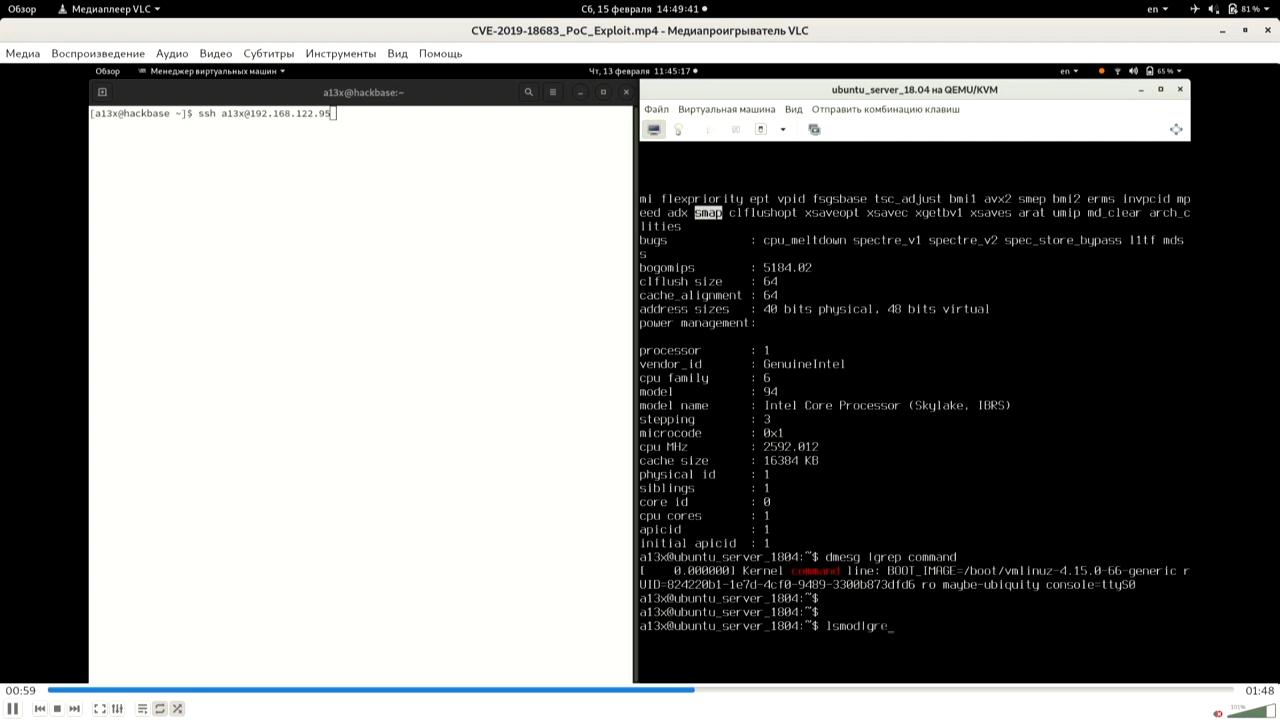 Обзор Медиаплеер VLC Сб, 15 февраля 14:49:41 en 81 %
CVE-2019-18683_PoC_Exploit.mp4 - Медиапроигрыватель VLC
Медиа Воспроизведение Аудио Видео Субтитры Инструменты Вид Помощь
Обзор Менеджер виртуальных машин Чт, 13 февраля 11:45:17 en 65 %
a13x@hackbase:~
[a13x@hackbase ~]$ ssh a13x@192.168.122.95
ubuntu_server_18.04 на QEMU/KVM
Файл Виртуальная машина Вид Отправить комбинацию клавиш
mi flexpriority ept vpid fsgsbase tsc_adjust bmi1 avx2 smep bmi2 erms invpcid mp
eed adx smap clflushopt xsaveopt xsavec xgetbv1 xsaves arat umip md_clear arch_c
lities
bugs : cpu_meltdown spectre_v1 spectre_v2 spec_store_bypass l1tf mds
s
bogomips : 5184.02
clflush size : 64
cache_alignment : 64
address sizes : 40 bits physical, 48 bits virtual
power management:
processor : 1
vendor_id : GenuineIntel
cpu family : 6
model : 94
model name : Intel Core Processor (Skylake, IBRS)
stepping : 3
microcode : 0x1
cpu MHz : 2592.012
cache size : 16384 KB
physical id : 1
siblings : 1
core id : 0
cpu cores : 1
apicid : 1
initial apicid : 1
a13x@ubuntu_server_1804:~$ dmesg |grep command
[ 0.000000] Kernel command line: BOOT_IMAGE=/boot/vmlinuz-4.15.0-66-generic r
UID=824220b1-1e7d-4cf0-9489-3300b873dfd6 ro maybe-ubiquity console=ttyS0
a13x@ubuntu_server_1804:~$
a13x@ubuntu_server_1804:~$
a13x@ubuntu_server_1804:~$ lsmod|gre_
00:59 01:48
101%